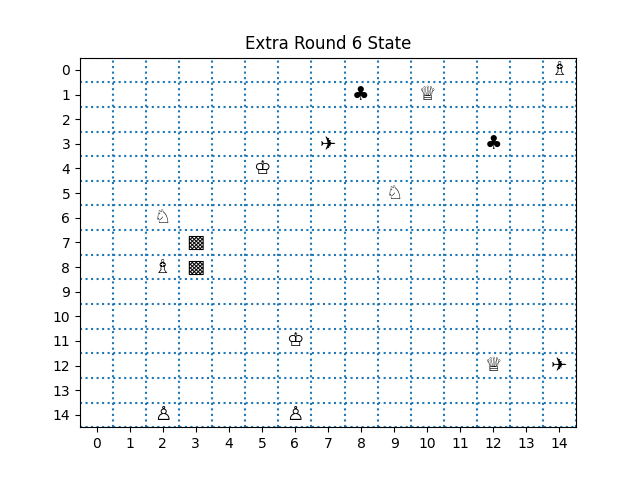 Extra Round 6 State
0 ♗
1 ♣ ♕
2
3 ✈ ♣
4 ♔
5 ♘
6 ♘
7 ▩
8 ♗ ▩
9
10
11 ♔
12 ♕ ✈
13
14 ♙ ♙
0 1 2 3 4 5 6 7 8 9 10 11 12 13 14